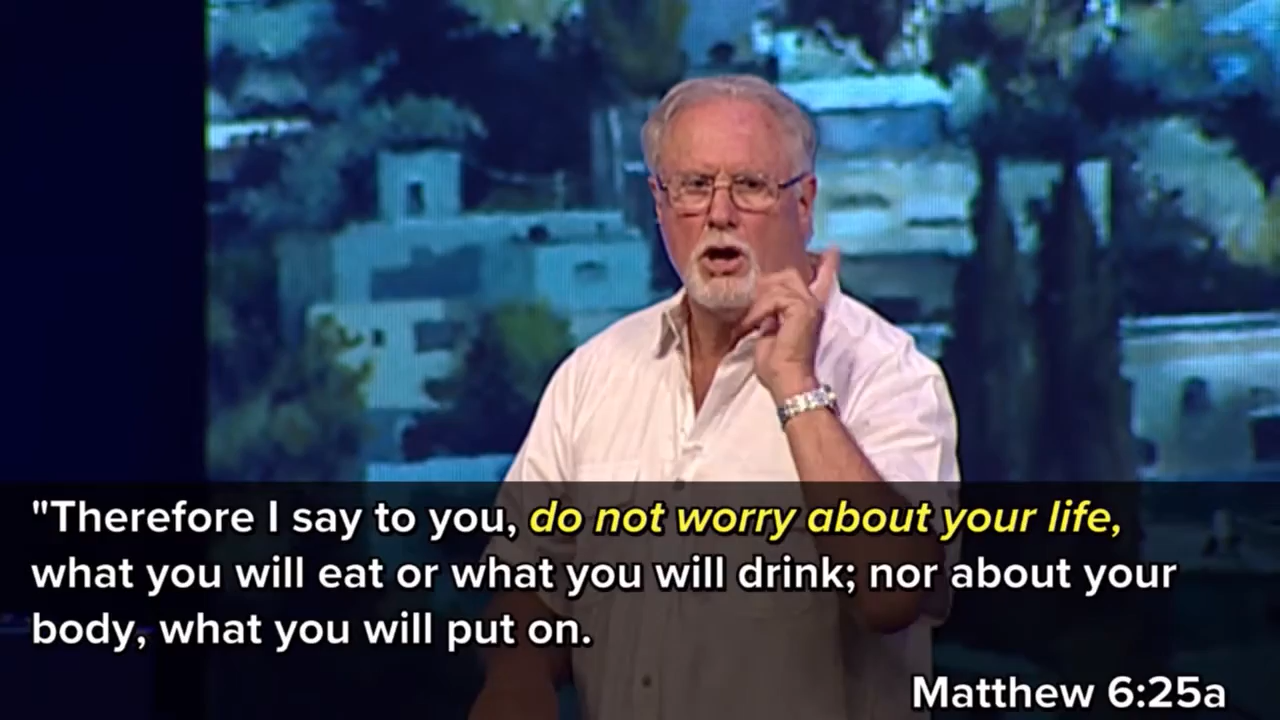 "Therefore I say to you, do not worry about your life,
what you will eat or what you will drink; nor about your
body, what you will put on.
Matthew 6:25a